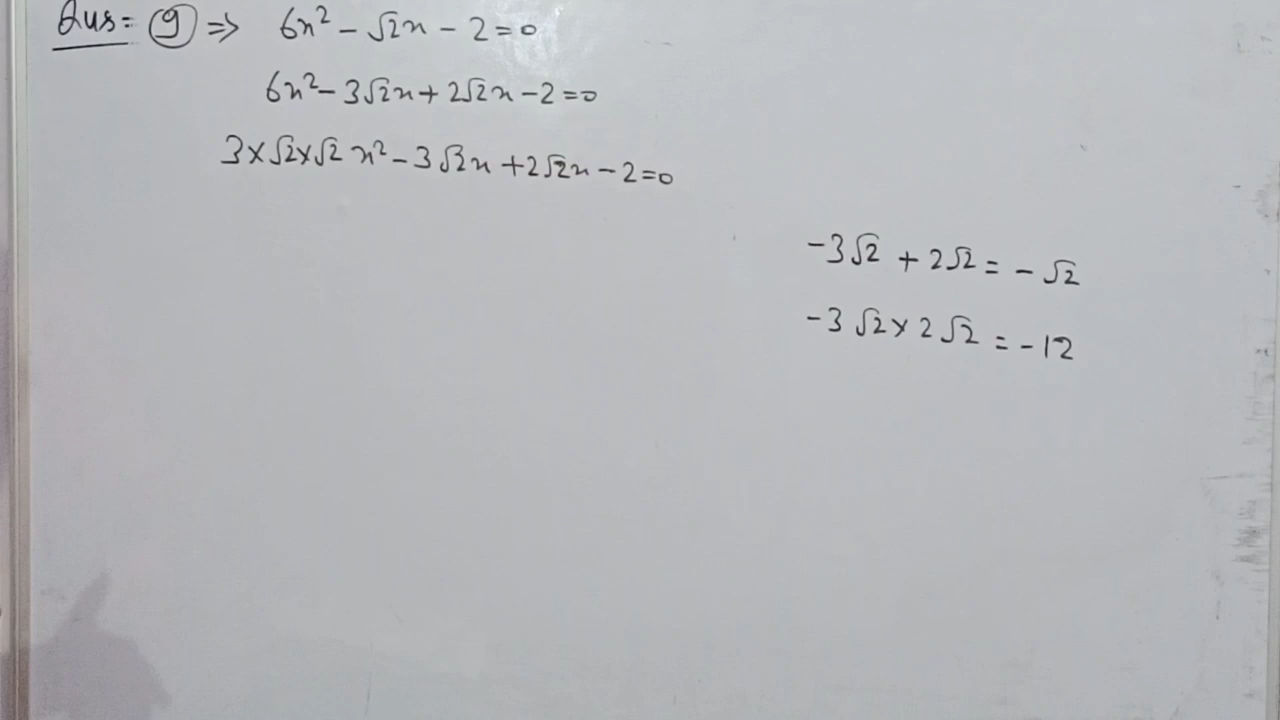 Qus= ⑨ ⇒ 6x² - √2x - 2 = 0
6x² - 3√2x + 2√2x - 2 = 0
3×√2×√2 x² - 3√2x + 2√2x - 2 = 0
-3√2 + 2√2 = -√2
-3√2 × 2√2 = -12